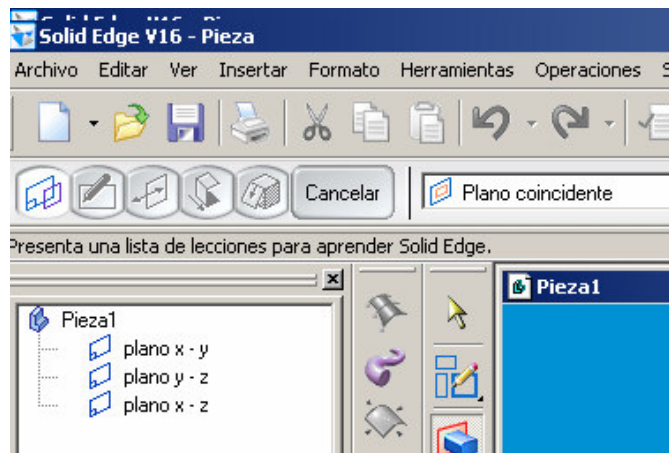 Solid Edge V16 - Pieza
Archivo Editar Ver Insertar Formato Herramientas Operaciones
Cancelar Plano coincidente
Presenta una lista de lecciones para aprender Solid Edge.
Pieza1
Pieza1
plano x - y
plano y - z
plano x - z